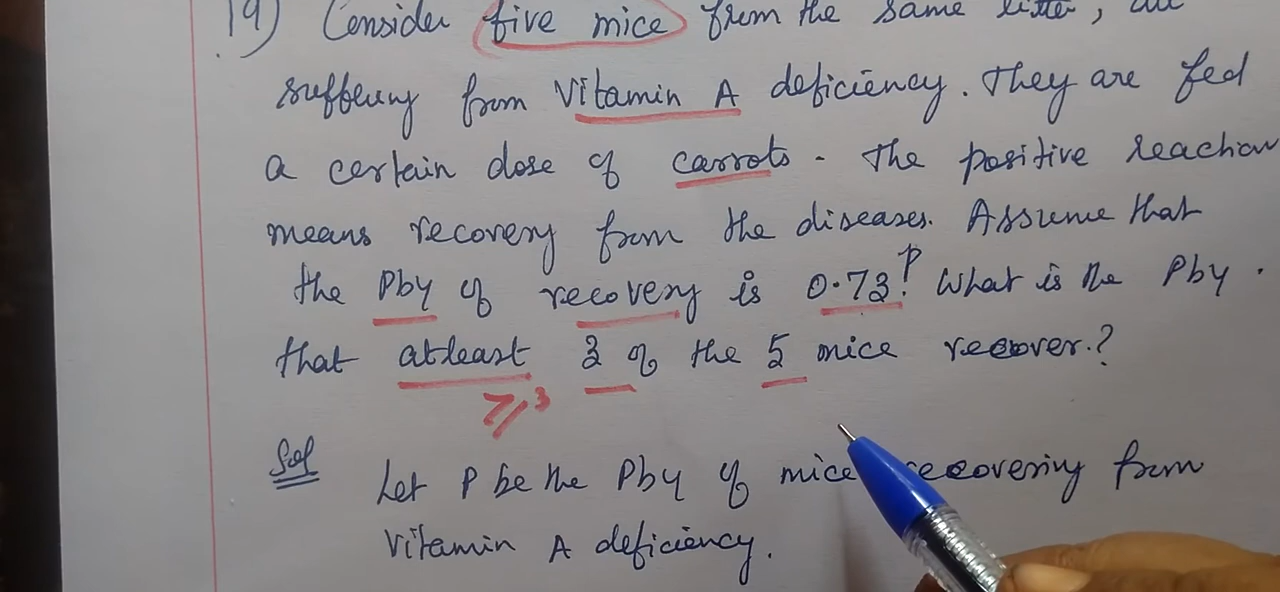 19) Consider five mice from the same litter, all
suffering from Vitamin A deficiency. They are fed
a certain dose of carrots. The positive reaction
means recovery from the diseases. Assume that
the Pby of recovery is 0.73. P What is the Pby
that atleast 3 of the 5 mice recover.?
≥3
Sol
Let P be the Pby of mice recovering from
Vitamin A deficiency.